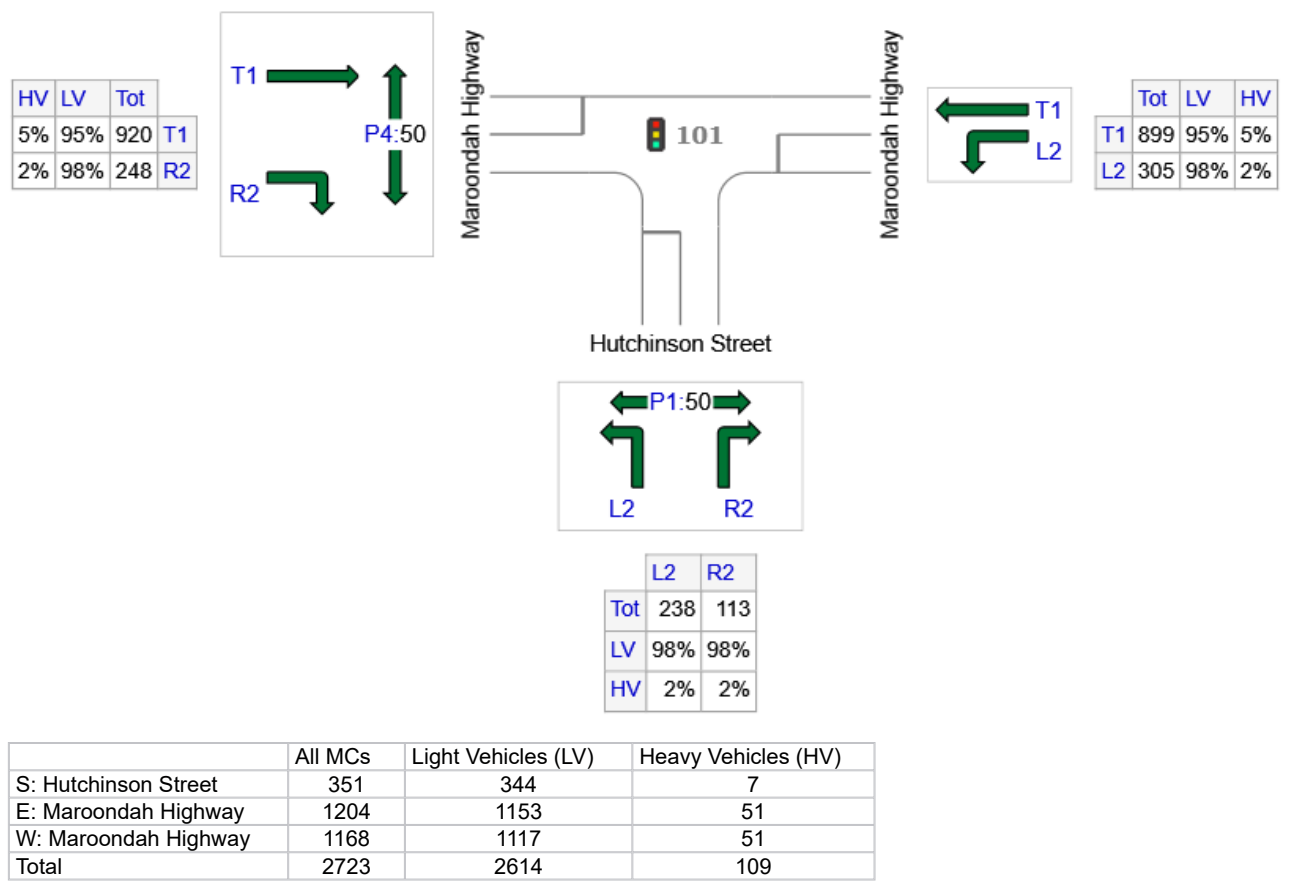 T1
P4:50
R2
HV LV Tot
5% 95% 920 T1
2% 98% 248 R2
Maroondah Highway
101
Maroondah Highway
T1
L2
Tot LV HV
T1 899 95% 5%
L2 305 98% 2%
Hutchinson Street
P1:50
L2 R2
L2 R2
Tot 238 113
LV 98% 98%
HV 2% 2%
All MCs Light Vehicles (LV) Heavy Vehicles (HV)
S: Hutchinson Street 351 344 7
E: Maroondah Highway 1204 1153 51
W: Maroondah Highway 1168 1117 51
Total 2723 2614 109